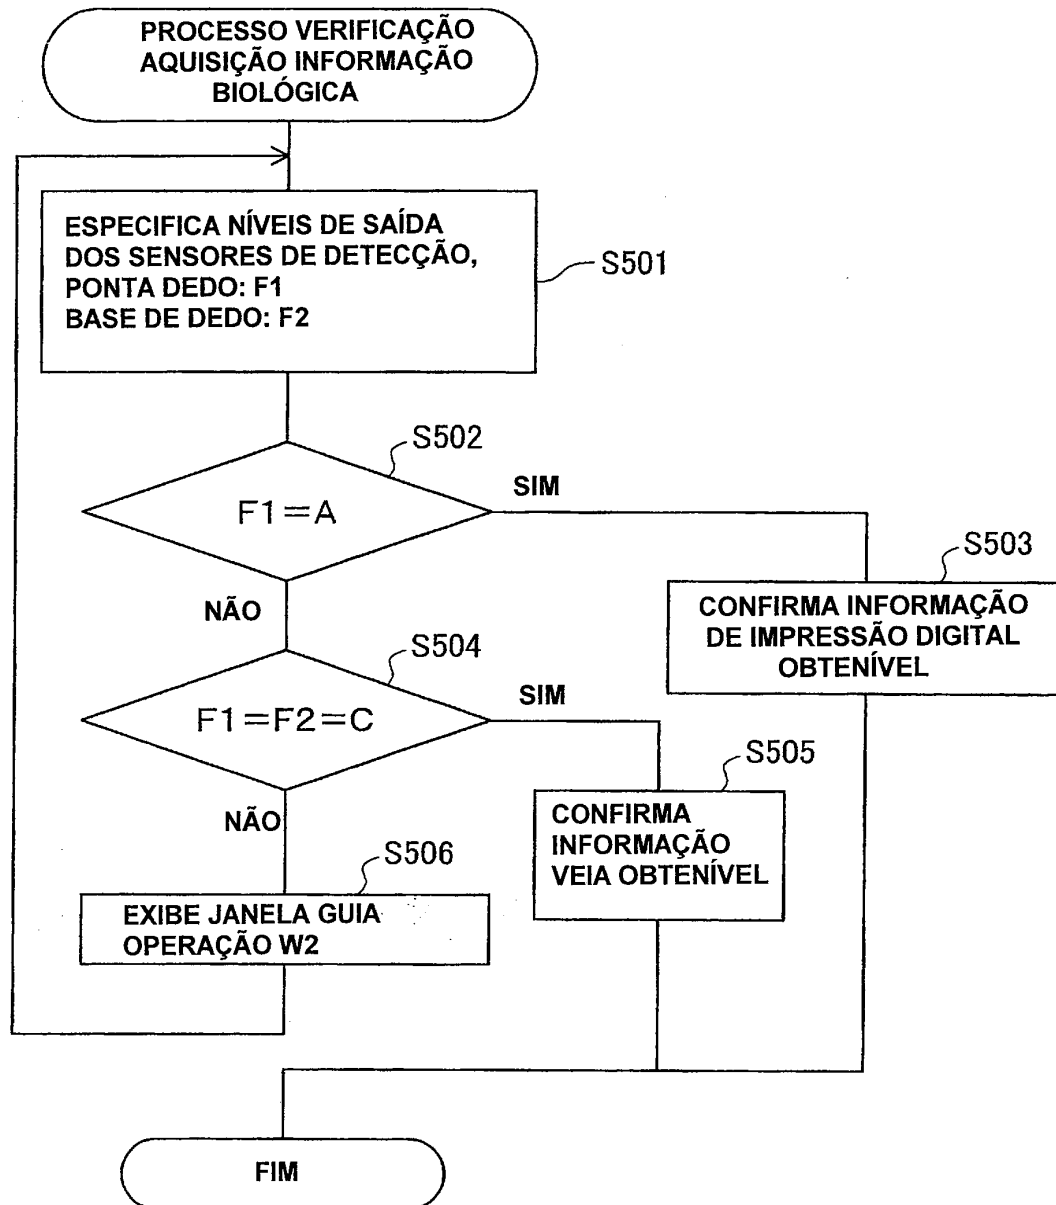 PROCESSO VERIFICAÇÃO
AQUISIÇÃO INFORMAÇÃO
BIOLÓGICA
ESPECIFICA NÍVEIS DE SAÍDA
DOS SENSORES DE DETECÇÃO,
PONTA DEDO: F1
BASE DE DEDO: F2
S501
S502
F1=A
SIM
S503
CONFIRMA INFORMAÇÃO
DE IMPRESSÃO DIGITAL
OBTENÍVEL
NÃO
S504
F1=F2=C
SIM
S505
CONFIRMA
INFORMAÇÃO
VEIA OBTENÍVEL
NÃO
S506
EXIBE JANELA GUIA
OPERAÇÃO W2
FIM